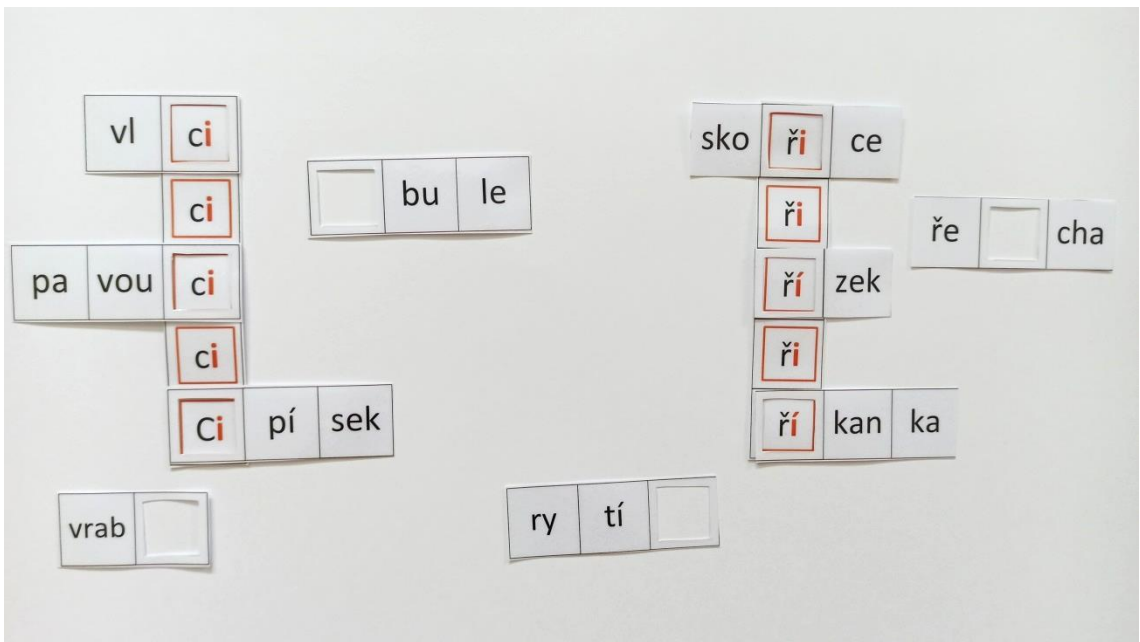 vl ci
ci
pa vou ci
ci
Ci pí sek
bu le
vrab
sko ři ce
ři
ří zek
ři
ří kan ka
ře cha
ry tí